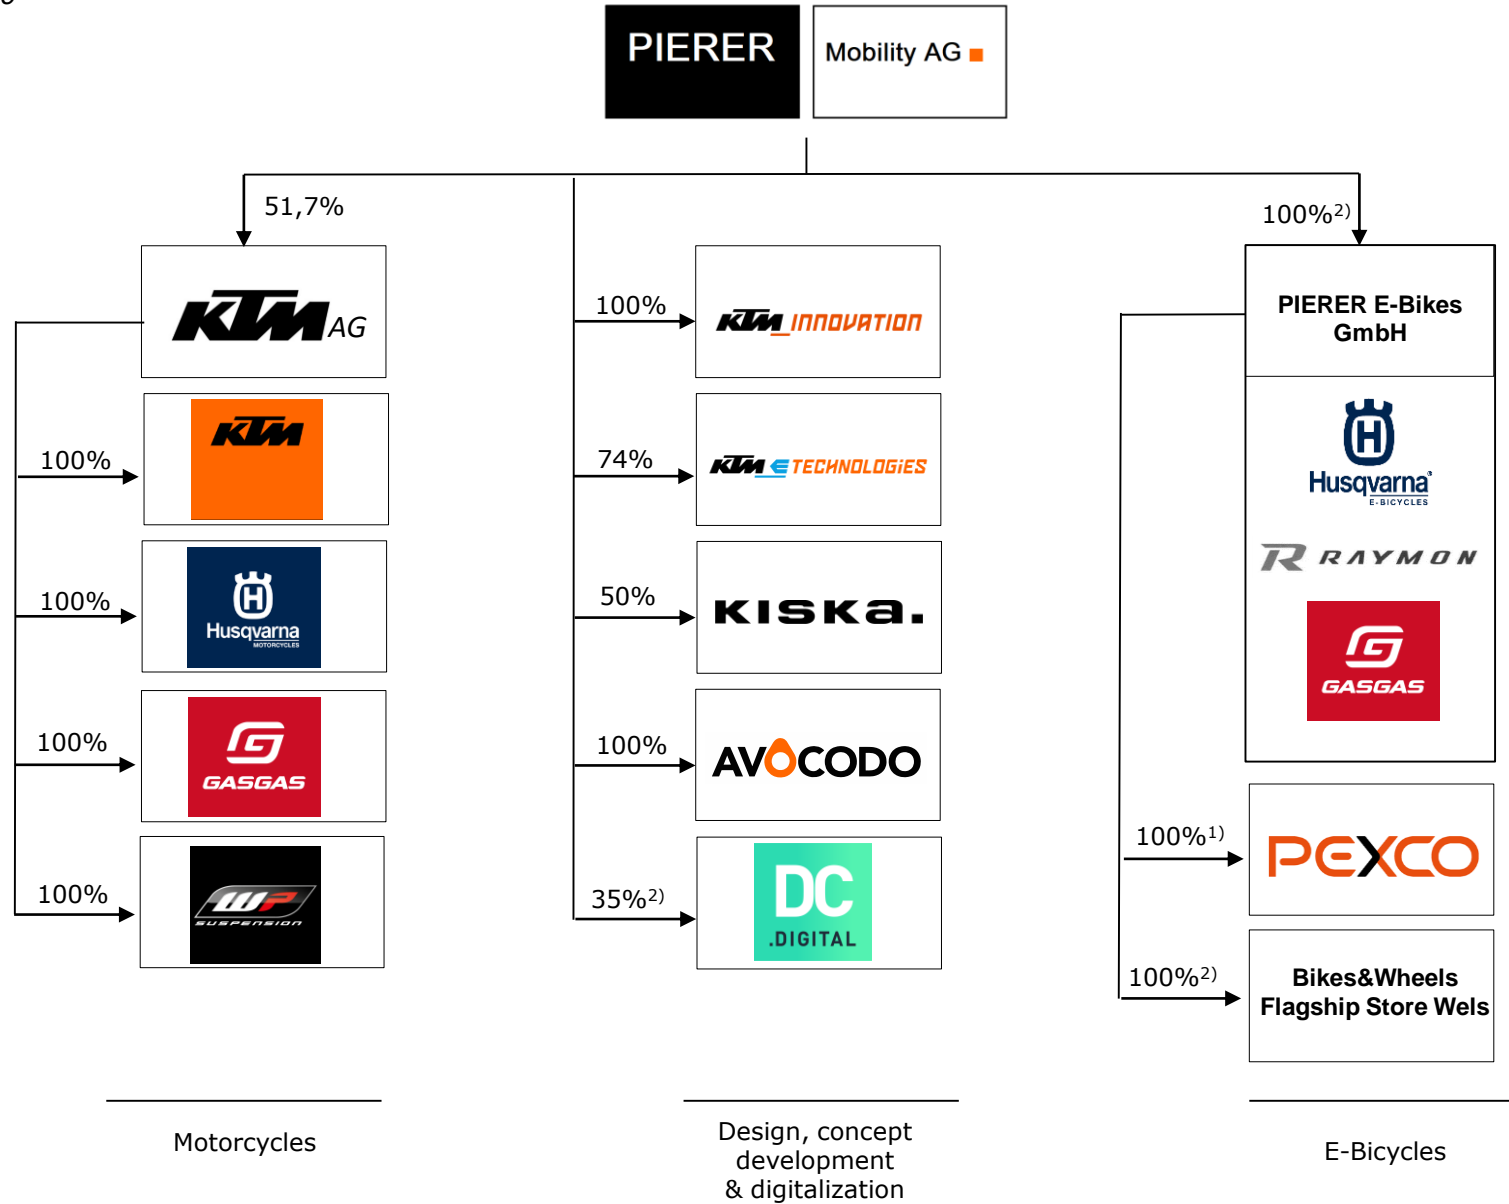 PIERER
Mobility AG
51,7%
100%2)
KTM AG
100%
KTM
100%
Husqvarna
MOTORCYCLES
100%
GASGAS
100%
WP
SUSPENSION
Motorcycles
100%
KTM_INNOVATION
74%
KTM E TECHNOLOGiES
50%
KISKa.
100%
AVOCODO
35%2)
DC
.DIGITAL
Design, concept
development
& digitalization
PIERER E-Bikes
GmbH
H
Husqvarna®
E-BICYCLES
R RAYMON
G
GASGAS
100%1)
PEXCO
100%2)
Bikes&Wheels
Flagship Store Wels
E-Bicycles